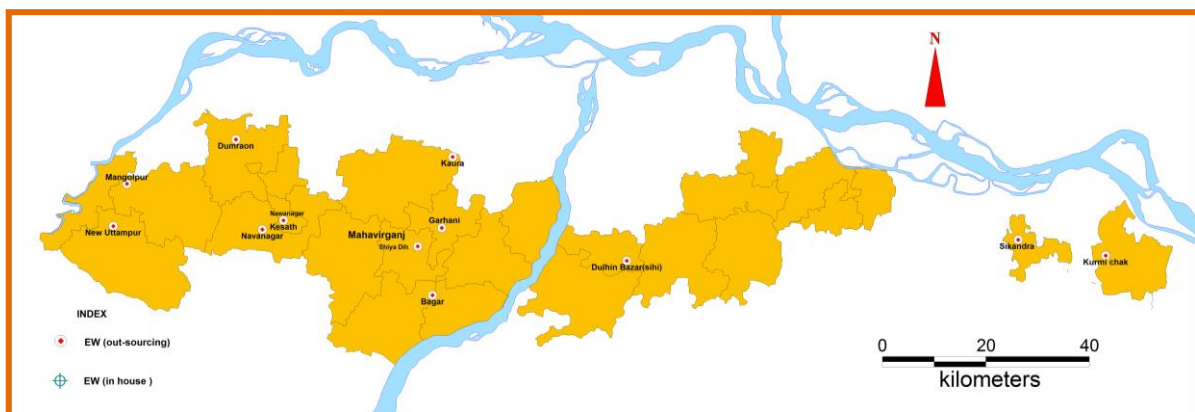 N
Dumraon
Kaura
Mangolpur
Nawanagar
Kesath
Garhani
New Uttampur
Navanagar
Mahavirganj
Shiya Dih
Sikandra
Kurmi chak
Dulhin Bazar(sihi)
Bagar
INDEX
EW (out-sourcing)
EW (in house )
0 20 40
kilometers